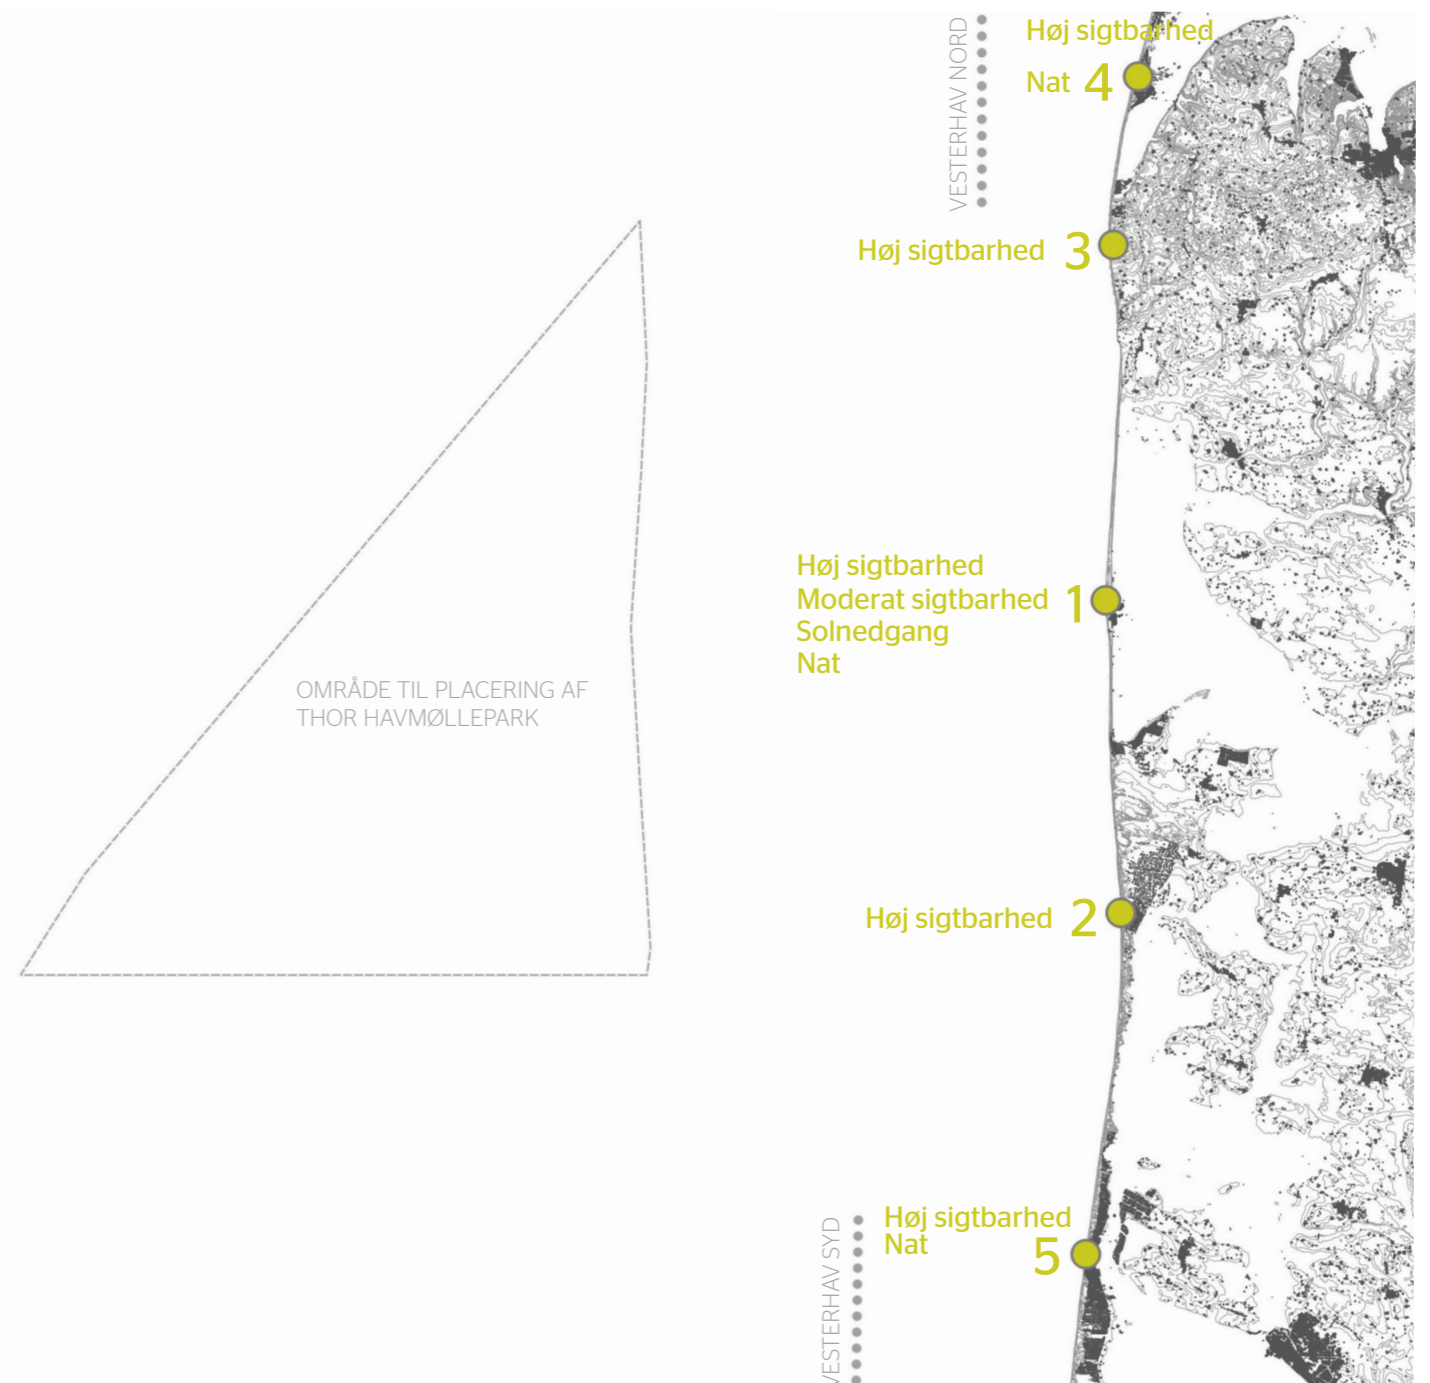 VESTERHAV NORD
Høj sigtbarhed
Nat 4
Høj sigtbarhed 3
Høj sigtbarhed
Moderat sigtbarhed 1
Solnedgang
Nat
OMRÅDE TIL PLACERING AF
THOR HAVMØLLEPARK
Høj sigtbarhed 2
VESTERHAV SYD
Høj sigtbarhed
Nat
5